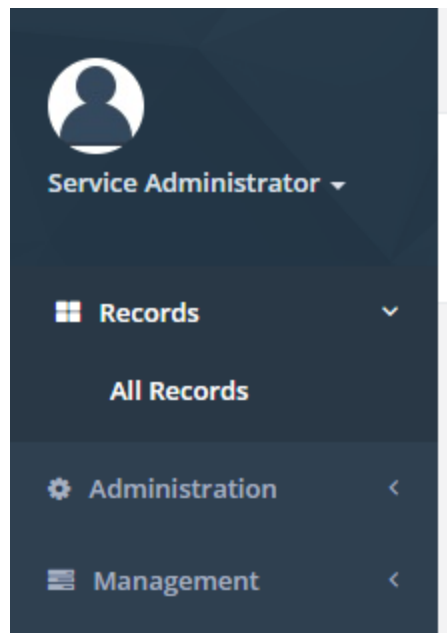 Service Administrator
Records
All Records
Administration
Management